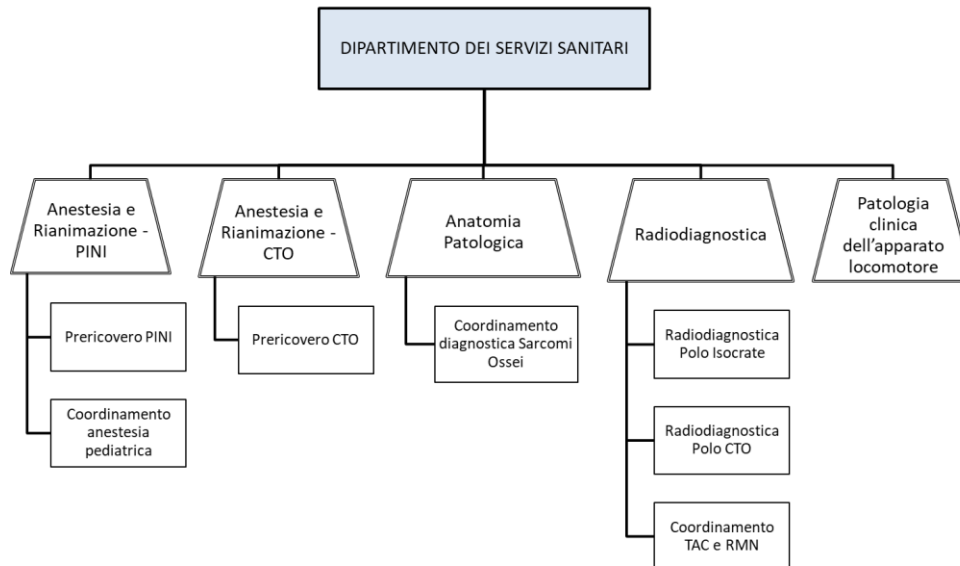 DIPARTIMENTO DEI SERVIZI SANITARI
Anestesia e
Rianimazione -
PINI
Anestesia e
Rianimazione -
CTO
Anatomia
Patologica
Radiodiagnostica
Patologia
clinica
dell’apparato
locomotore
Prericovero PINI
Coordinamento
anestesia
pediatrica
Prericovero CTO
Coordinamento
diagnostica Sarcomi
Ossei
Radiodiagnostica
Polo Isocrate
Radiodiagnostica
Polo CTO
Coordinamento
TAC e RMN